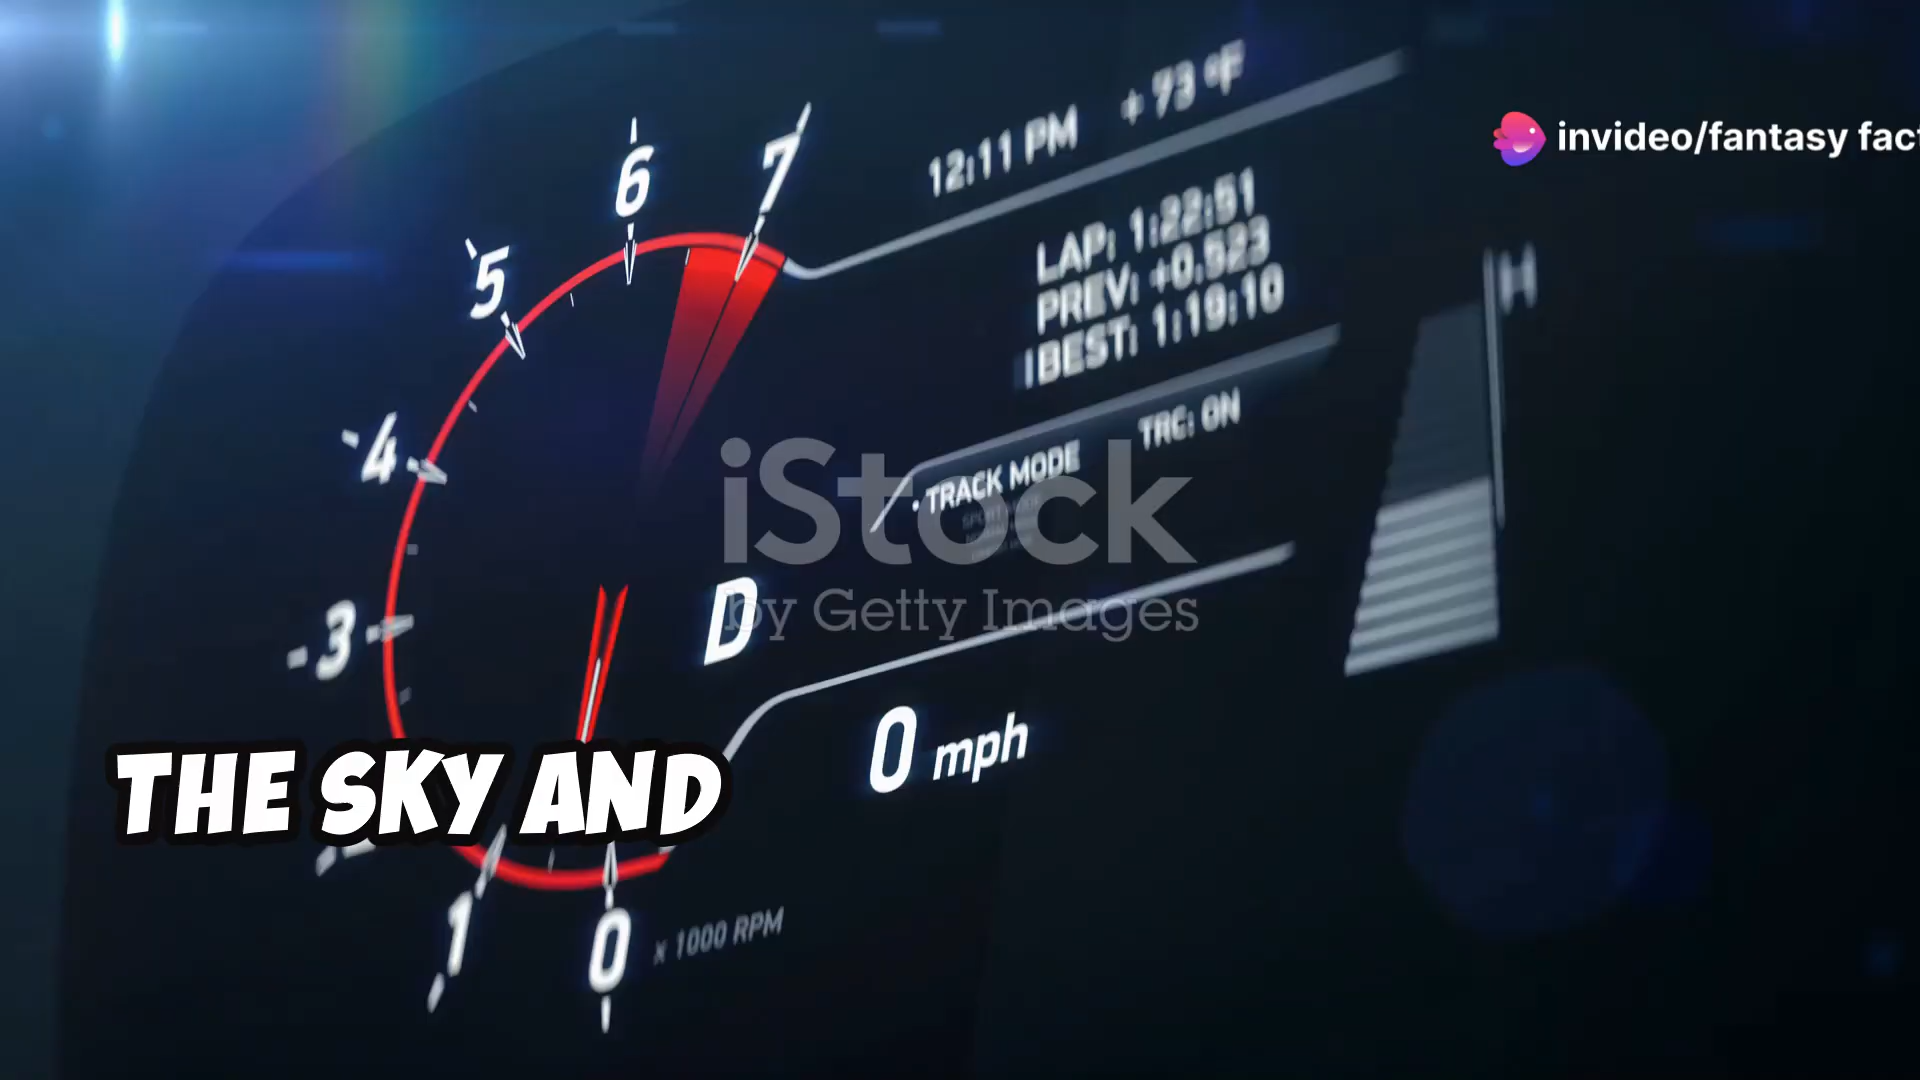 invideo/fantasy fact
12:11 PM +73 °F
LAP: 1:22:51
PREV: +0.523
BEST: 1:19:10
TRC: ON
TRACK MODE
H
iStock
by Getty Images
7
6
5
4
3
1
0
D
0 mph
THE SKY AND
x 1000 RPM